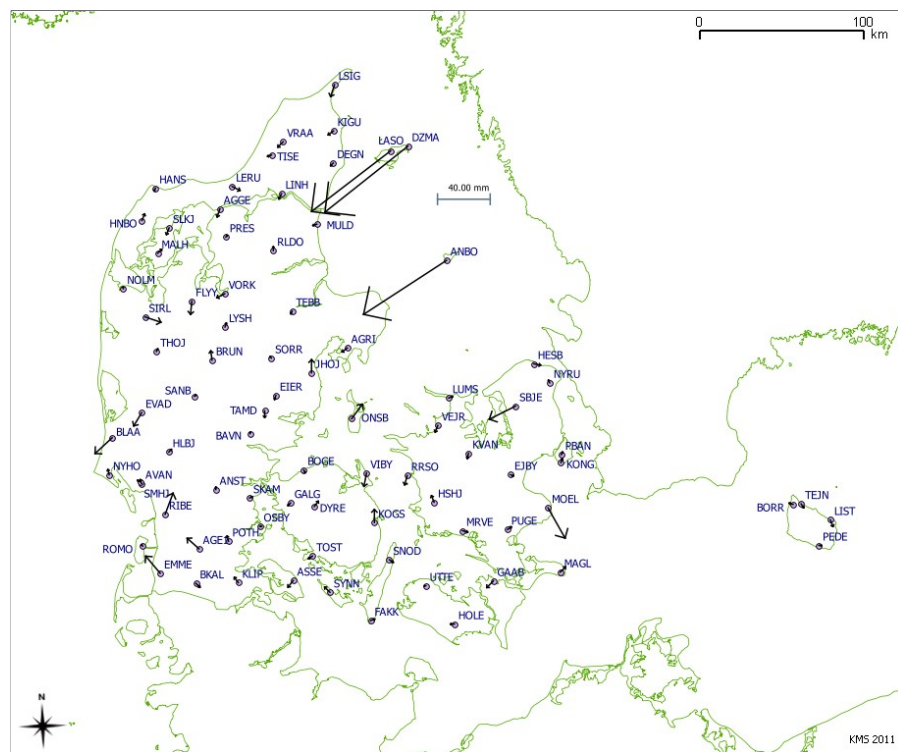 0 100
km
LSIG
KIGU
VRAA
ŁASO
DZMA
TISE
DEGN
HANS
LERU
LINH
40.00 mm
AGGE
HNBO
SLKJ
MULD
PRES
MALH
RLDO
ANBO
NOLM
FLYY
VORK
SIRL
TEBB
LYSH
THOJ
BRUN
SORR
AGRI
JHOJ
HESB
NYRU
SANB
EIER
LUMS
SBJE
EVAD
TAMD
ONSB
VEJR
BLAA
BAVN
HLBJ
KVAN
PBAN
KONG
NYHO
AVAN
BOGE
VIBY
RRSO
EJBY
SMHJ
ANST
SKAM
GALG
DYRE
HSHJ
MOEL
BORR
TEJN
LIST
RIBE
KOGS
OSBY
POTH
AGEJ
MRVE
PUGE
PEDE
ROMO
TOST
SNOD
EMME
BKAL
KLIP
ASSE
SYNN
UTTE
GAAB
MAGL
FAKK
HOLE
N
KMS 2011